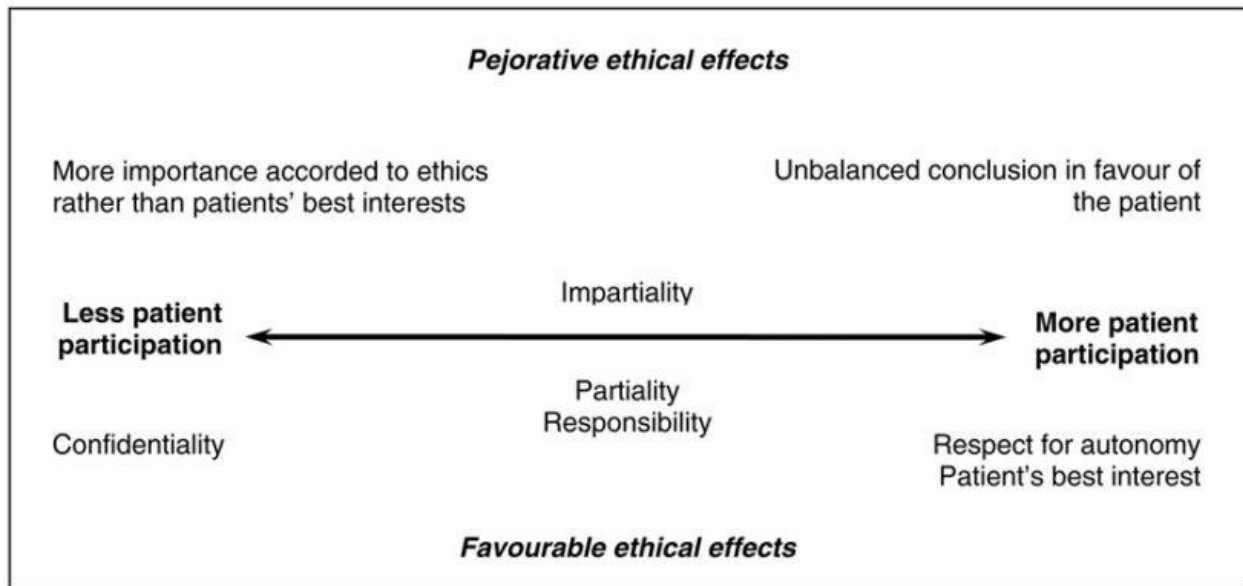 Pejorative ethical effects
More importance accorded to ethics
rather than patients' best interests
Unbalanced conclusion in favour of
the patient
Impartiality
Less patient
participation
More patient
participation
Partiality
Responsibility
Confidentiality
Respect for autonomy
Patient's best interest
Favourable ethical effects